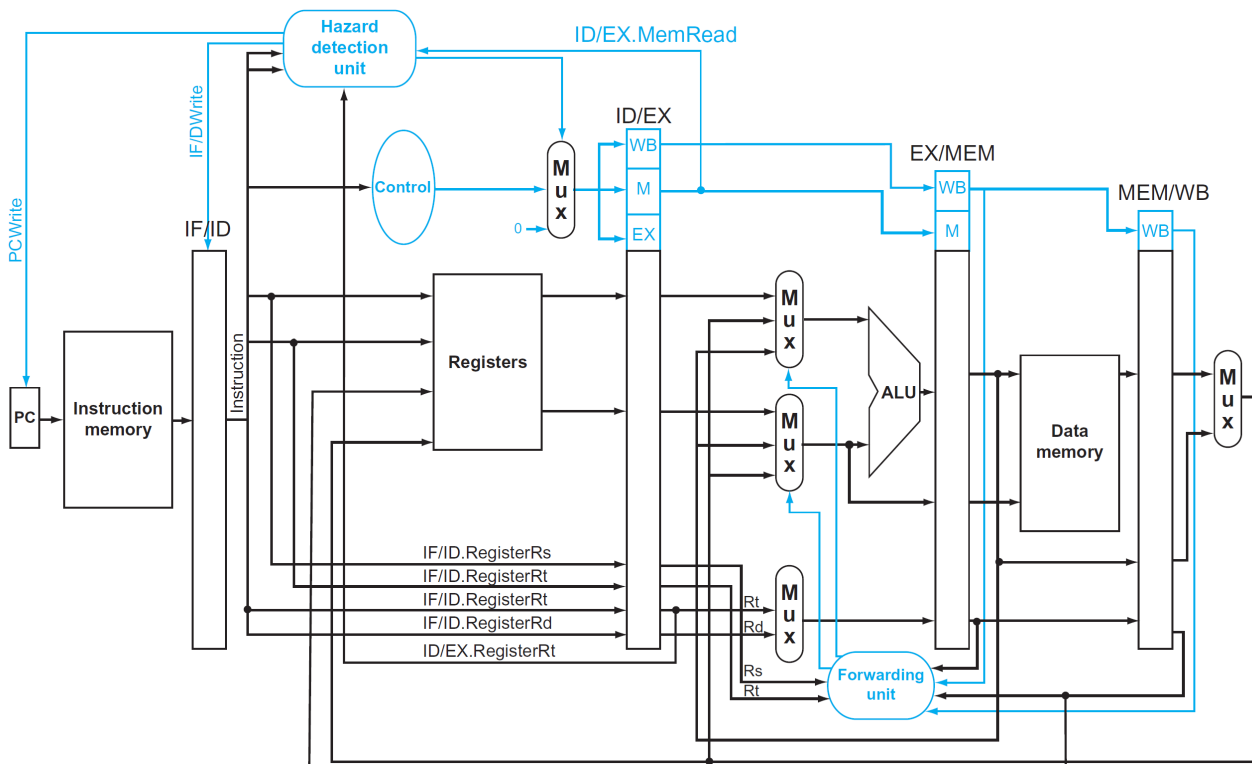 Hazard
detection
unit
ID/EX.MemRead
ID/EX
WB
M
EX
Control
M
u
x
0
EX/MEM
WB
M
MEM/WB
WB
PCWrite
IF/DWrite
IF/ID
Instruction
PC
Instruction
memory
Registers
M
u
x
M
u
x
ALU
Data
memory
M
u
x
IF/ID.RegisterRs
IF/ID.RegisterRt
IF/ID.RegisterRt
IF/ID.RegisterRd
ID/EX.RegisterRt
Rt
Rd
M
u
x
Rs
Rt
Forwarding
unit